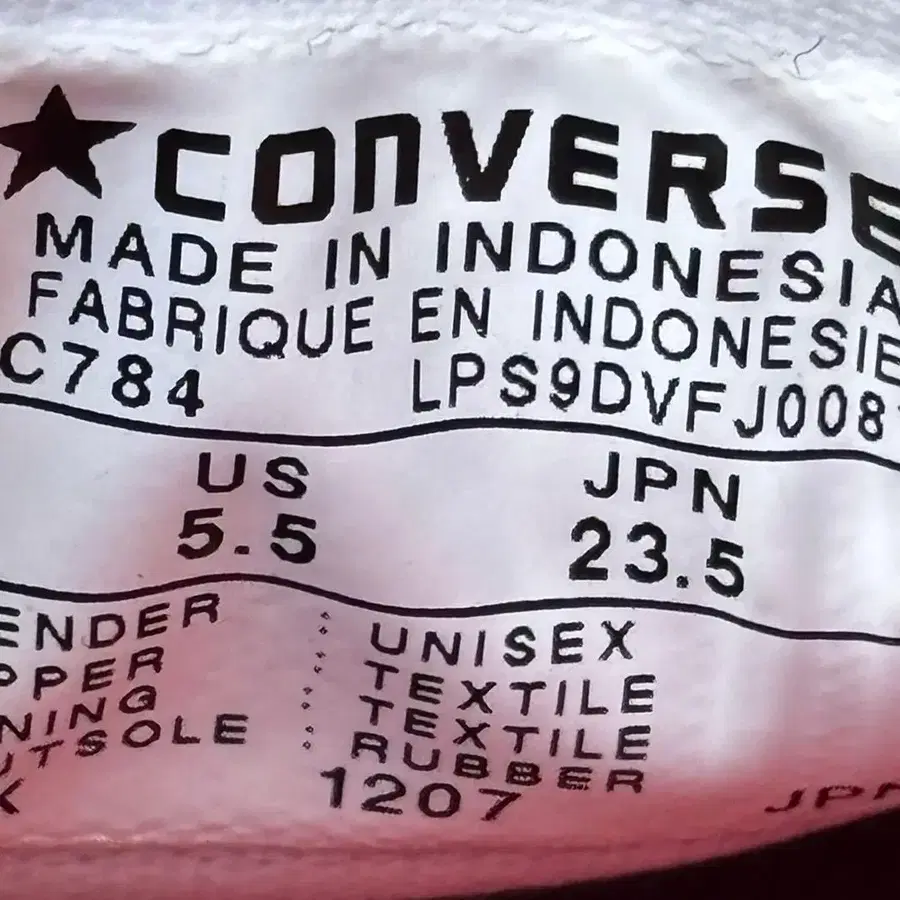 CONVERSE
MADE IN INDONESIA
FABRIQUE EN INDONESIE
C784 LPS9DVFJ008
US JPN
5.5 23.5
ENDER : UNISEX
PPER : TEXTILE
NING : TEXTILE
UTSOLE : RUBBER
K 1207 JPN